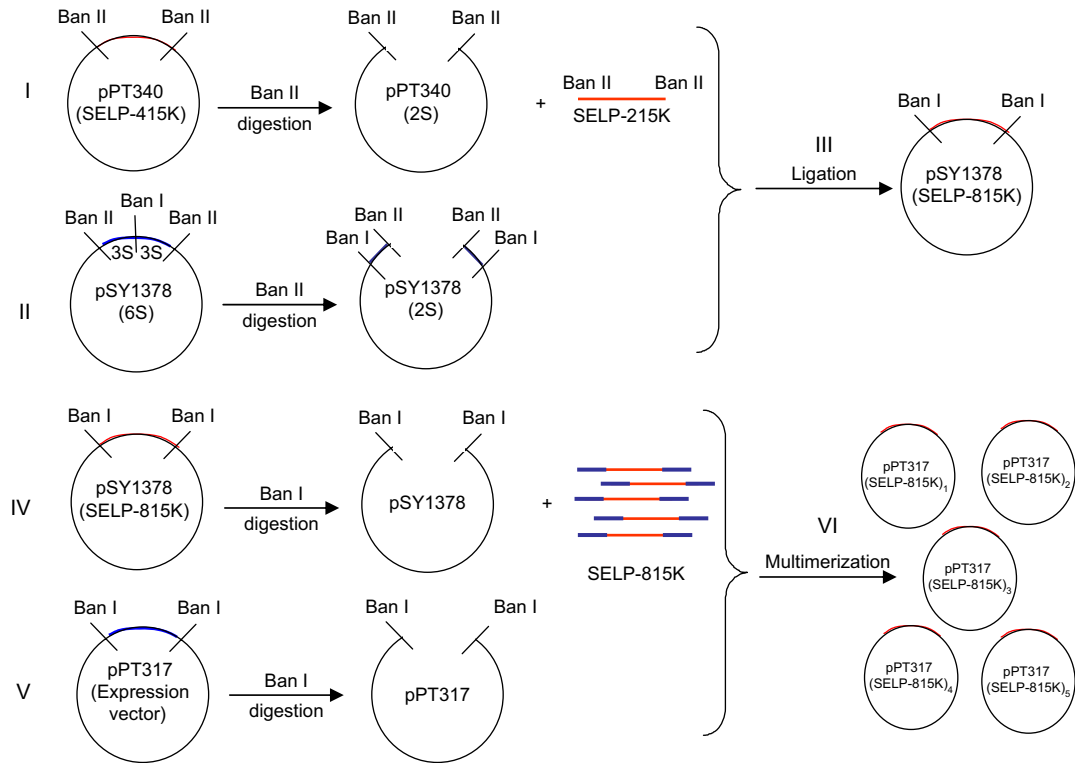 Ban II Ban II
Ban II Ban II
I
pPT340
(SELP-415K)
Ban II
digestion
pPT340
(2S)
+
Ban II Ban II
SELP-215K
III
Ligation
Ban I Ban I
pSY1378
(SELP-815K)
II
Ban I
Ban II Ban II
3S 3S
pSY1378
(6S)
Ban II
digestion
Ban II Ban II
Ban I Ban I
pSY1378
(2S)
IV
Ban I Ban I
pSY1378
(SELP-815K)
Ban I
digestion
Ban I Ban I
pSY1378
+
SELP-815K
V
Ban I Ban I
pPT317
(Expression
vector)
Ban I
digestion
Ban I Ban I
pPT317
VI
Multimerization
pPT317
(SELP-815K)1
pPT317
(SELP-815K)2
pPT317
(SELP-815K)3
pPT317
(SELP-815K)4
pPT317
(SELP-815K)5